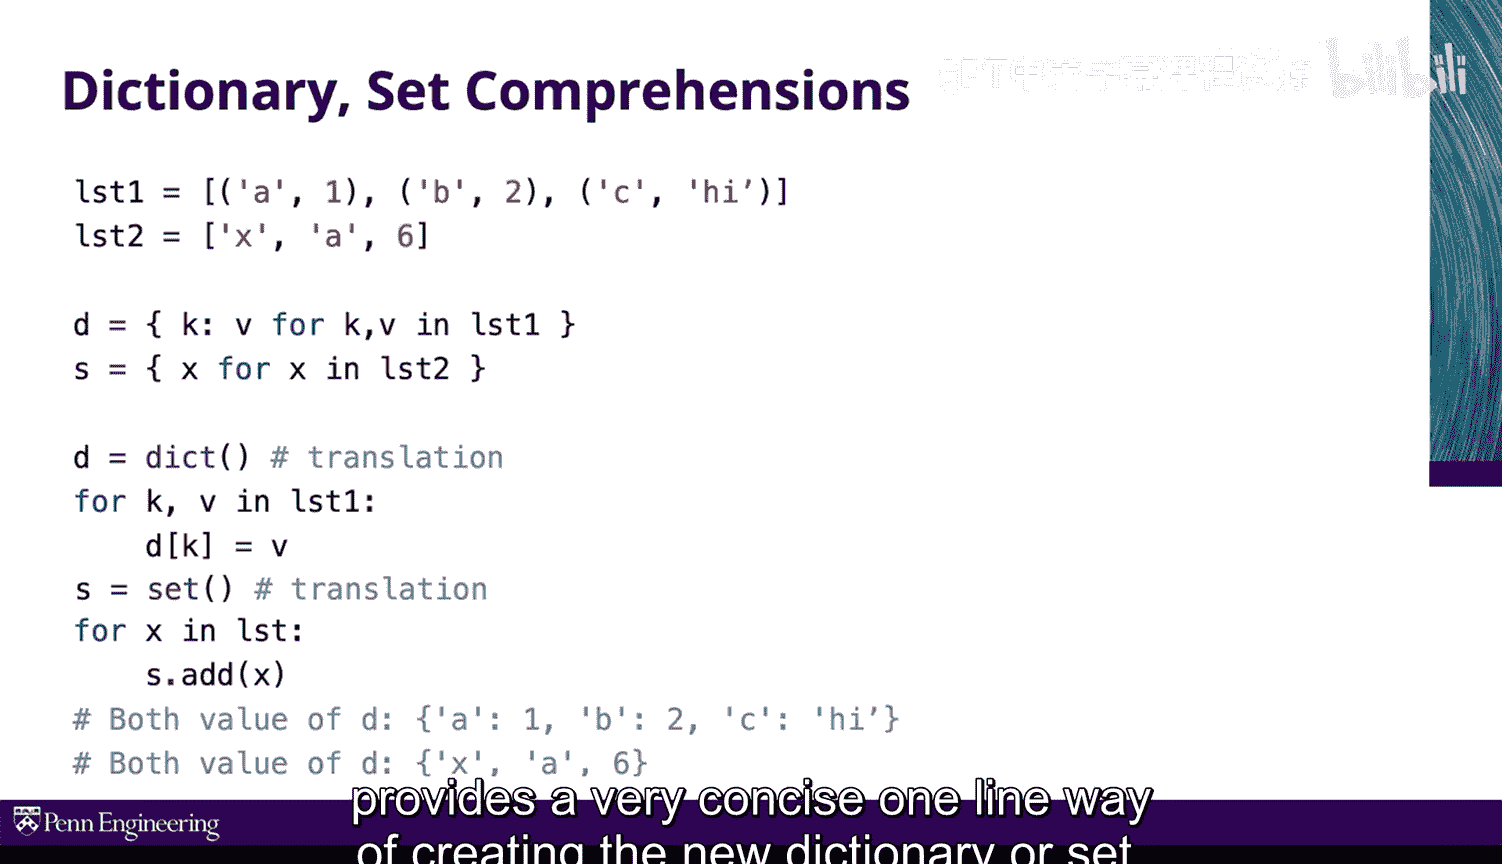 Dictionary, Set Comprehensions
bilibili
lst1 = [('a', 1), ('b', 2), ('c', 'hi’)]
lst2 = ['x', 'a', 6]
d = { k: v for k,v in lst1 }
s = { x for x in lst2 }
d = dict() # translation
for k, v in lst1:
    d[k] = v
s = set() # translation
for x in lst:
    s.add(x)
# Both value of d: {'a': 1, 'b': 2, 'c': 'hi’}
# Both value of d: {'x', 'a', 6}
provides a very concise one line way
of creating the new dictionary or set
Penn Engineering